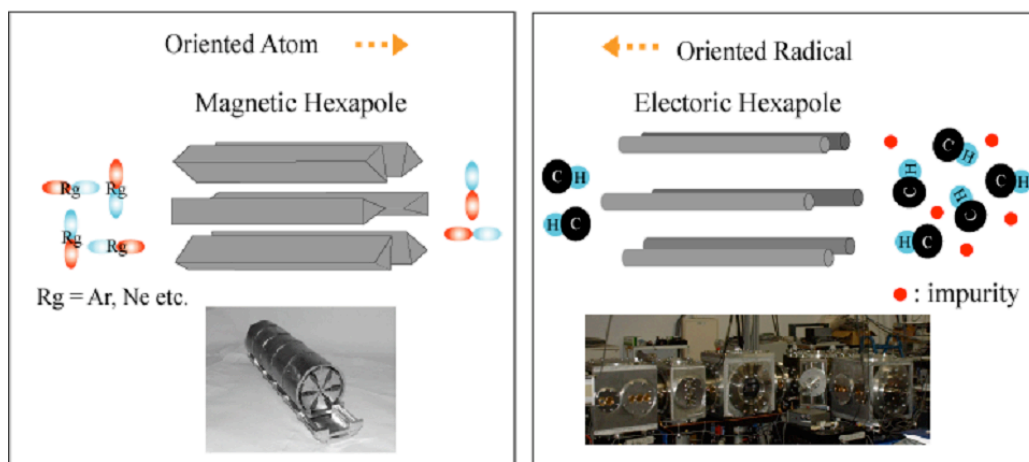 Oriented Atom
Magnetic Hexapole
Rg
Rg
Rg
Rg
Rg = Ar, Ne etc.
Oriented Radical
Electoric Hexapole
C H
H C
C H
C H
H C
H C
C H
: impurity